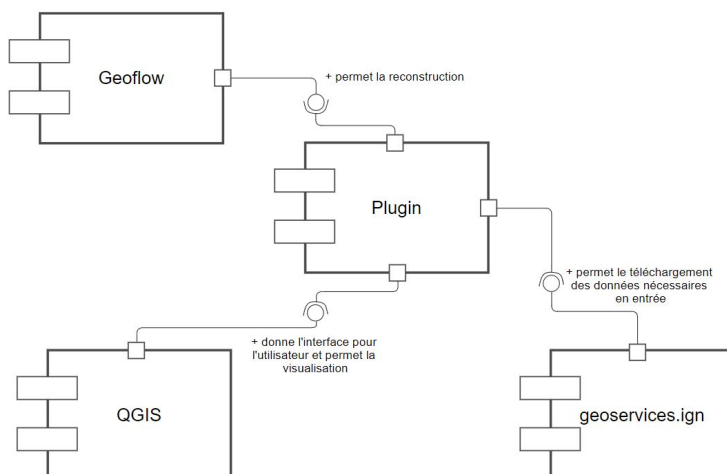 Geoflow
+ permet la reconstruction
Plugin
+ permet le téléchargement
des données nécessaires
en entrée
+ donne l'interface pour
l'utilisateur et permet la
visualisation
QGIS
geoservices.ign